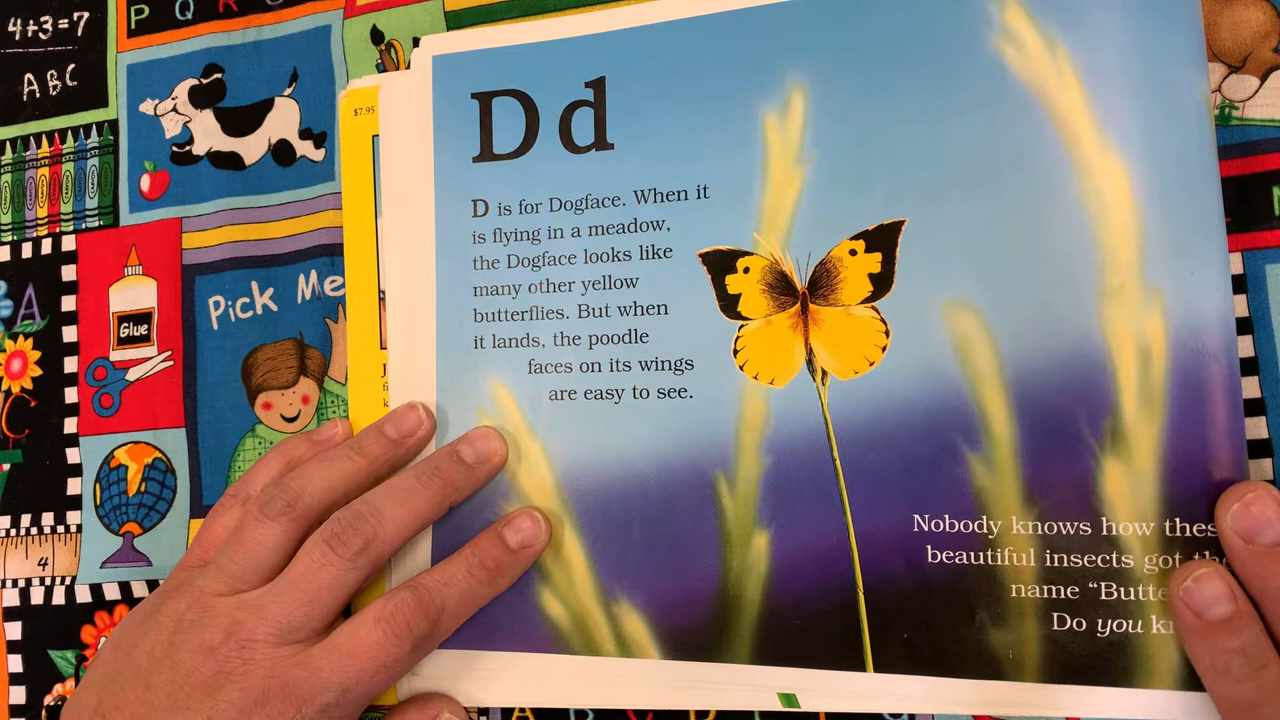 4+3=7
ABC
P Q R
$7.95
Glue
Pick Me
4
Dd
D is for Dogface. When it
is flying in a meadow,
the Dogface looks like
many other yellow
butterflies. But when
it lands, the poodle
faces on its wings
are easy to see.
Nobody knows how thes
beautiful insects got the
name “Butte
Do you k